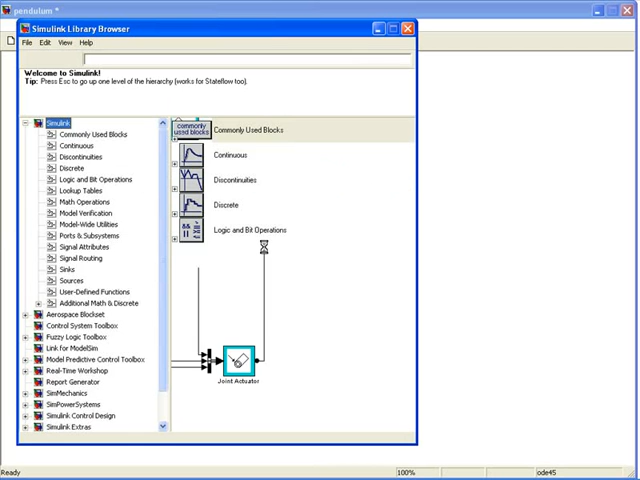 pendulum *
Simulink Library Browser
File Edit View Help
Welcome to Simulink!
Tip: Press Esc to go up one level of the hierarchy (works for Stateflow too).
Simulink
Commonly Used Blocks
Continuous
Discontinuities
Discrete
Logic and Bit Operations
Lookup Tables
Math Operations
Model Verification
Model-Wide Utilities
Ports & Subsystems
Signal Attributes
Signal Routing
Sinks
Sources
User-Defined Functions
Additional Math & Discrete
Aerospace Blockset
Control System Toolbox
Fuzzy Logic Toolbox
Link for ModelSim
Model Predictive Control Toolbox
Real-Time Workshop
Report Generator
SimMechanics
SimPowerSystems
Simulink Control Design
Simulink Extras
commonly
used blocks
Commonly Used Blocks
Continuous
Discontinuities
Discrete
Logic and Bit Operations
Joint Actuator
Ready
100%
ode45